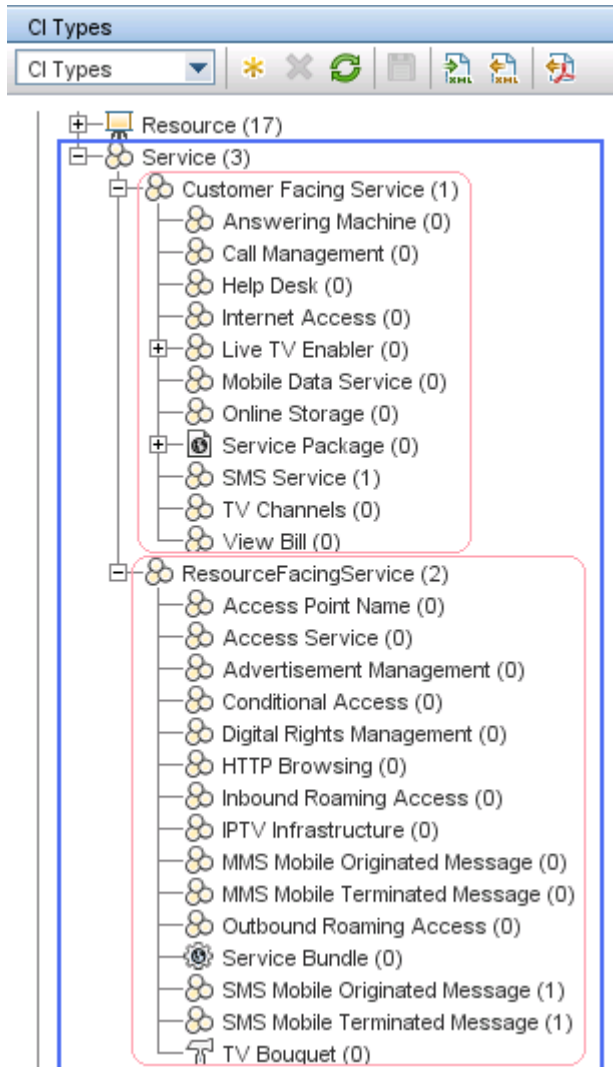 CI Types
CI Types
XML
XML
Resource (17)
Service (3)
Customer Facing Service (1)
Answering Machine (0)
Call Management (0)
Help Desk (0)
Internet Access (0)
Live TV Enabler (0)
Mobile Data Service (0)
Online Storage (0)
Service Package (0)
SMS Service (1)
TV Channels (0)
View Bill (0)
ResourceFacingService (2)
Access Point Name (0)
Access Service (0)
Advertisement Management (0)
Conditional Access (0)
Digital Rights Management (0)
HTTP Browsing (0)
Inbound Roaming Access (0)
IPTV Infrastructure (0)
MMS Mobile Originated Message (0)
MMS Mobile Terminated Message (0)
Outbound Roaming Access (0)
Service Bundle (0)
SMS Mobile Originated Message (1)
SMS Mobile Terminated Message (1)
TV Bouquet (0)